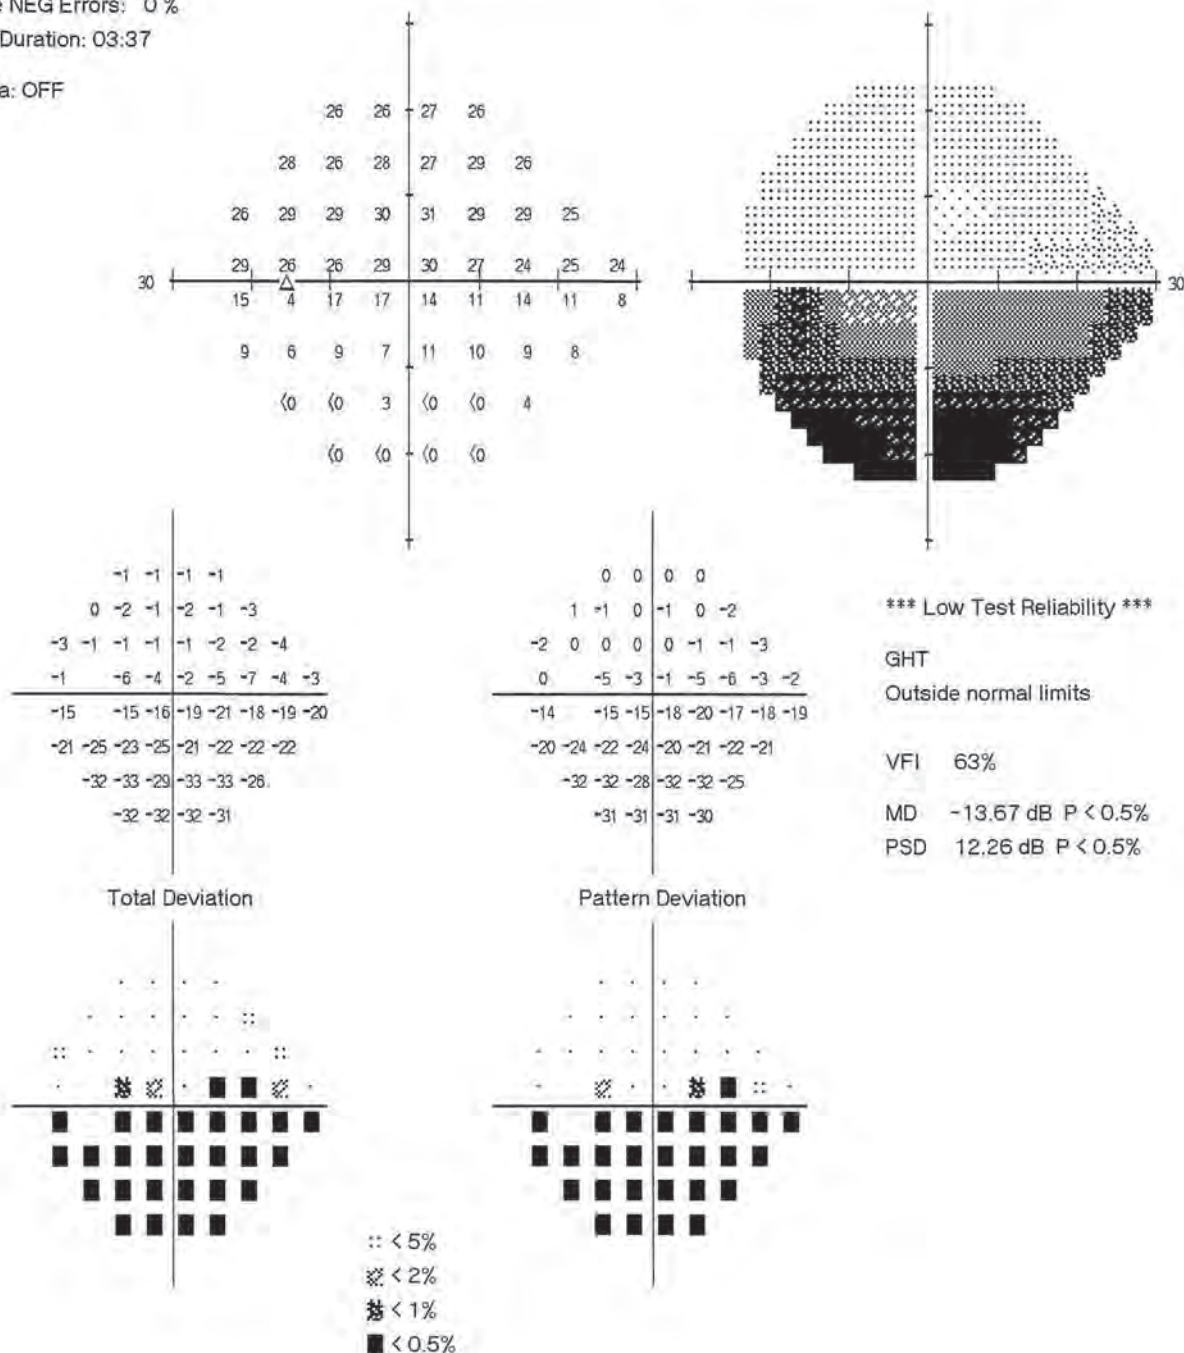 NEG Errors: 0 %
Duration: 03:37
a: OFF
26 26 27 26
28 26 28 27 29 26
26 29 29 30 31 29 29 25
29 26 26 29 30 27 24 25 24
30 30
15 4 17 17 14 11 14 11 8
9 6 9 7 11 10 9 8
<0 <0 3 <0 <0 4
<0 <0 <0 <0
-1 -1 -1 -1
0 -2 -1 -2 -1 -3
-3 -1 -1 -1 -1 -2 -2 -4
-1 -6 -4 -2 -5 -7 -4 -3
-15 -15 -16 -19 -21 -18 -19 -20
-21 -25 -23 -25 -21 -22 -22 -22
-32 -33 -29 -33 -33 -26
-32 -32 -32 -31
Total Deviation
0 0 0 0
1 -1 0 -1 0 -2
-2 0 0 0 0 -1 -1 -3
0 -5 -3 -1 -5 -6 -3 -2
-14 -15 -15 -18 -20 -17 -18 -19
-20 -24 -22 -24 -20 -21 -22 -21
-32 -32 -28 -32 -32 -25
-31 -31 -31 -30
Pattern Deviation
*** Low Test Reliability ***
GHT
Outside normal limits
VFI 63%
MD -13.67 dB P < 0.5%
PSD 12.26 dB P < 0.5%
< 5%
< 2%
< 1%
< 0.5%